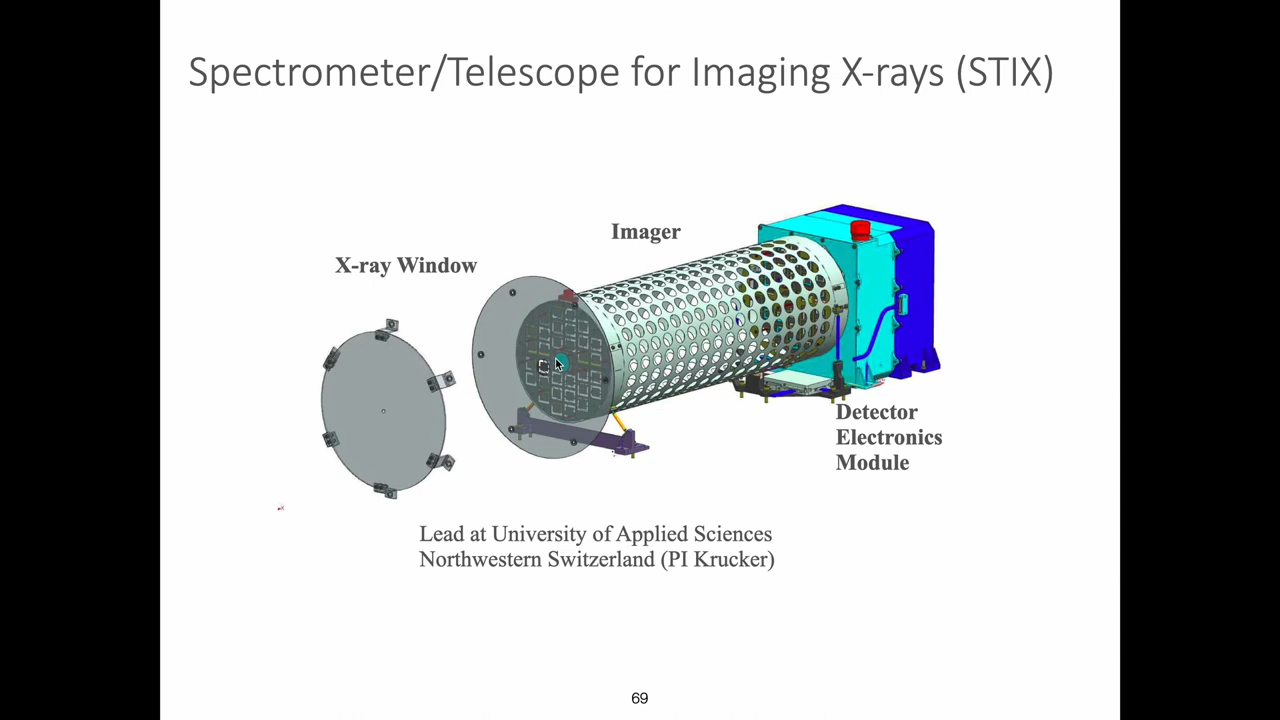 Spectrometer/Telescope for Imaging X-rays (STIX)
Imager
X-ray Window
Detector
Electronics
Module
Lead at University of Applied Sciences
Northwestern Switzerland (PI Krucker)
69